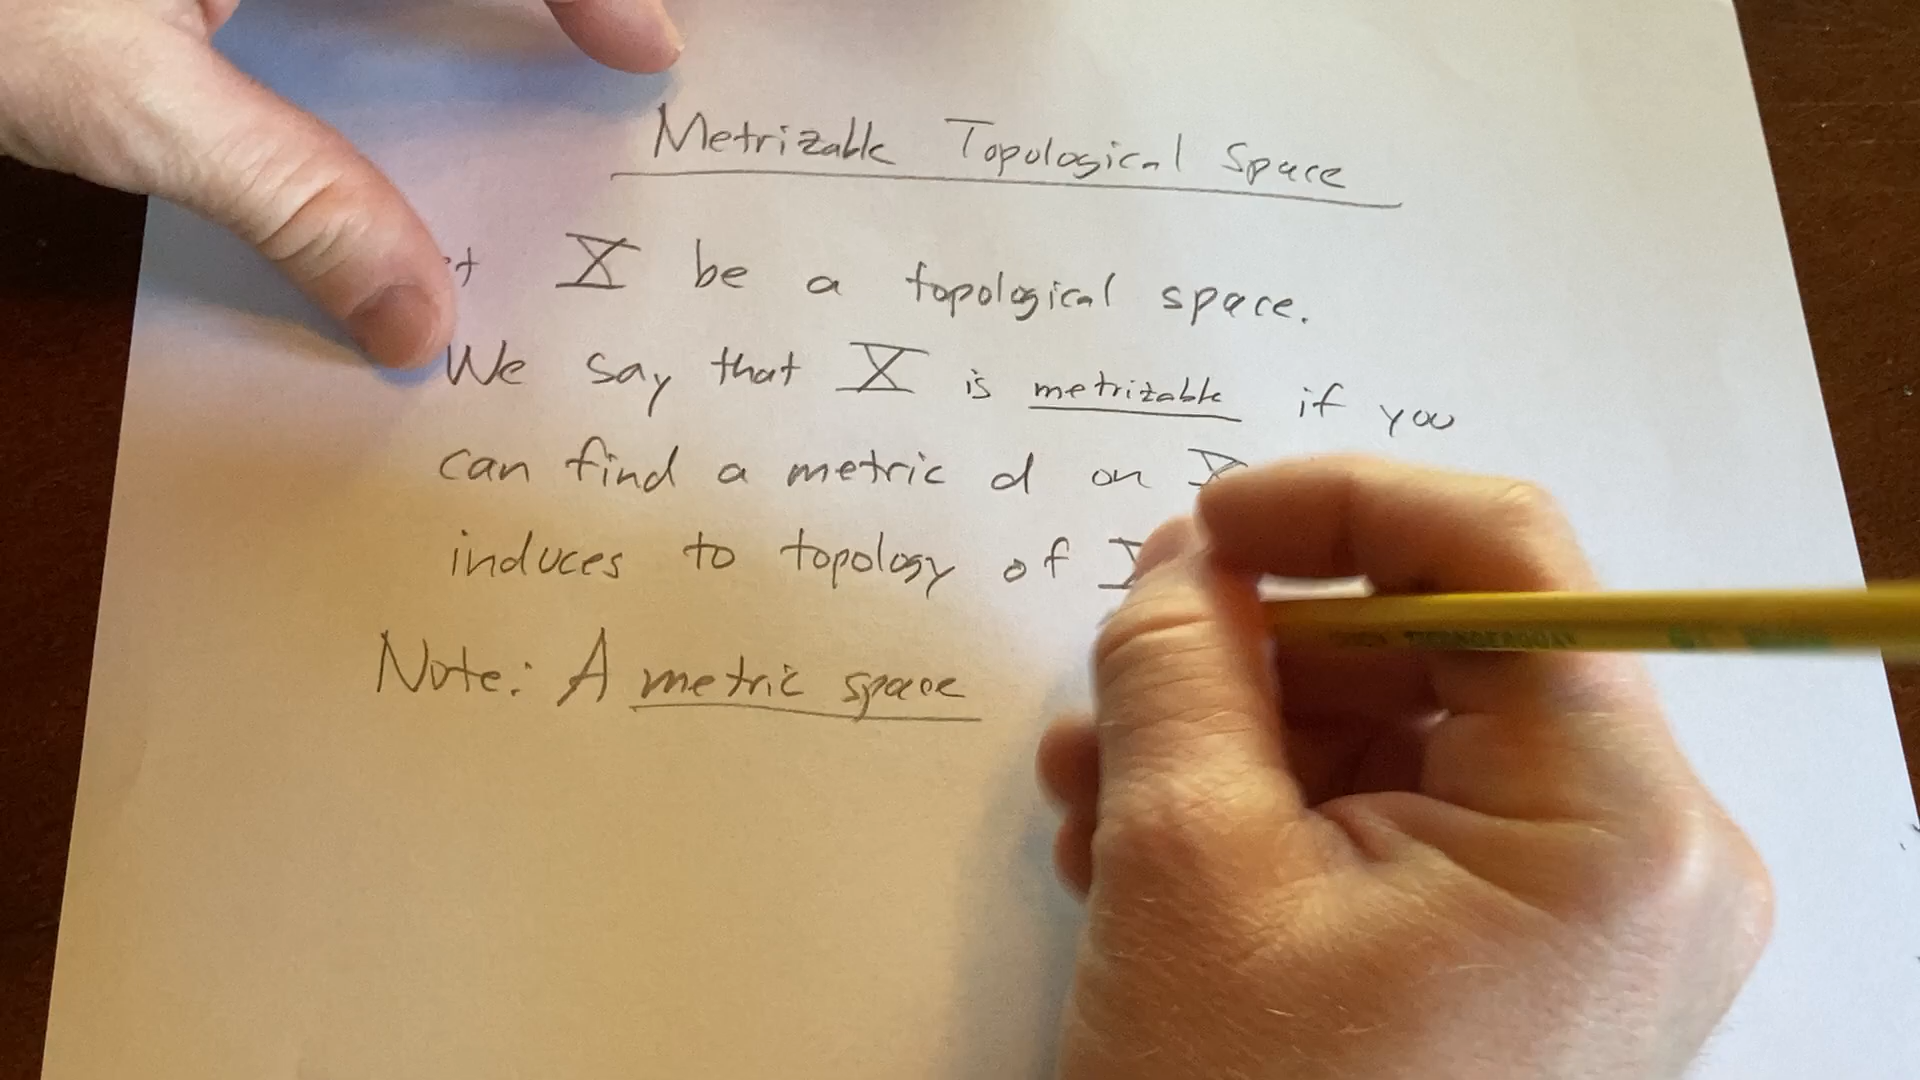 Metrizable Topological Space
X be a topological space.
We say that X is metrizable if you
can find a metric d on X
induces to topology of X
Note: A metric space